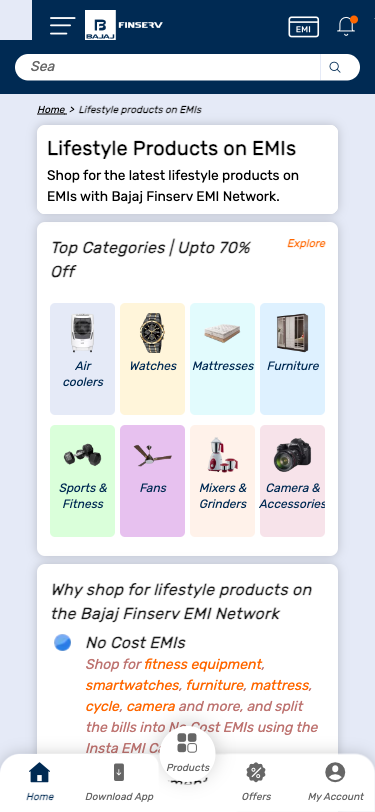 B
BAJAJ
FINSERV
EMI
Sea
Home > Lifestyle products on EMIs
Lifestyle Products on EMIs
Shop for the latest lifestyle products on
EMIs with Bajaj Finserv EMI Network.
Top Categories | Upto 70%
Off
Explore
Air
coolers
Watches
Mattresses
Furniture
Sports &
Fitness
Fans
Mixers &
Grinders
Camera &
Accessories
Why shop for lifestyle products on
the Bajaj Finserv EMI Network
No Cost EMIs
Shop for fitness equipment,
smartwatches, furniture, mattress,
cycle, camera and more, and split
the bills into No Cost EMIs using the
Insta EMI
Home
Download App
Products
Offers
My Account